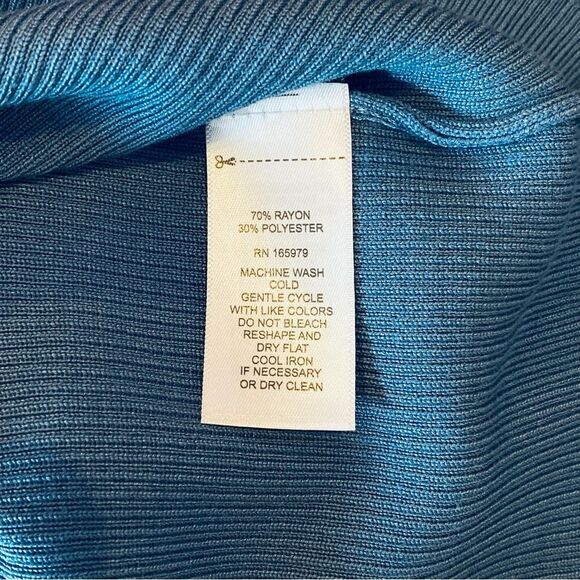 70% RAYON
30% POLYESTER
RN 165979
MACHINE WASH
COLD
GENTLE CYCLE
WITH LIKE COLORS
DO NOT BLEACH
RESHAPE AND
DRY FLAT
COOL IRON
IF NECESSARY
OR DRY CLEAN